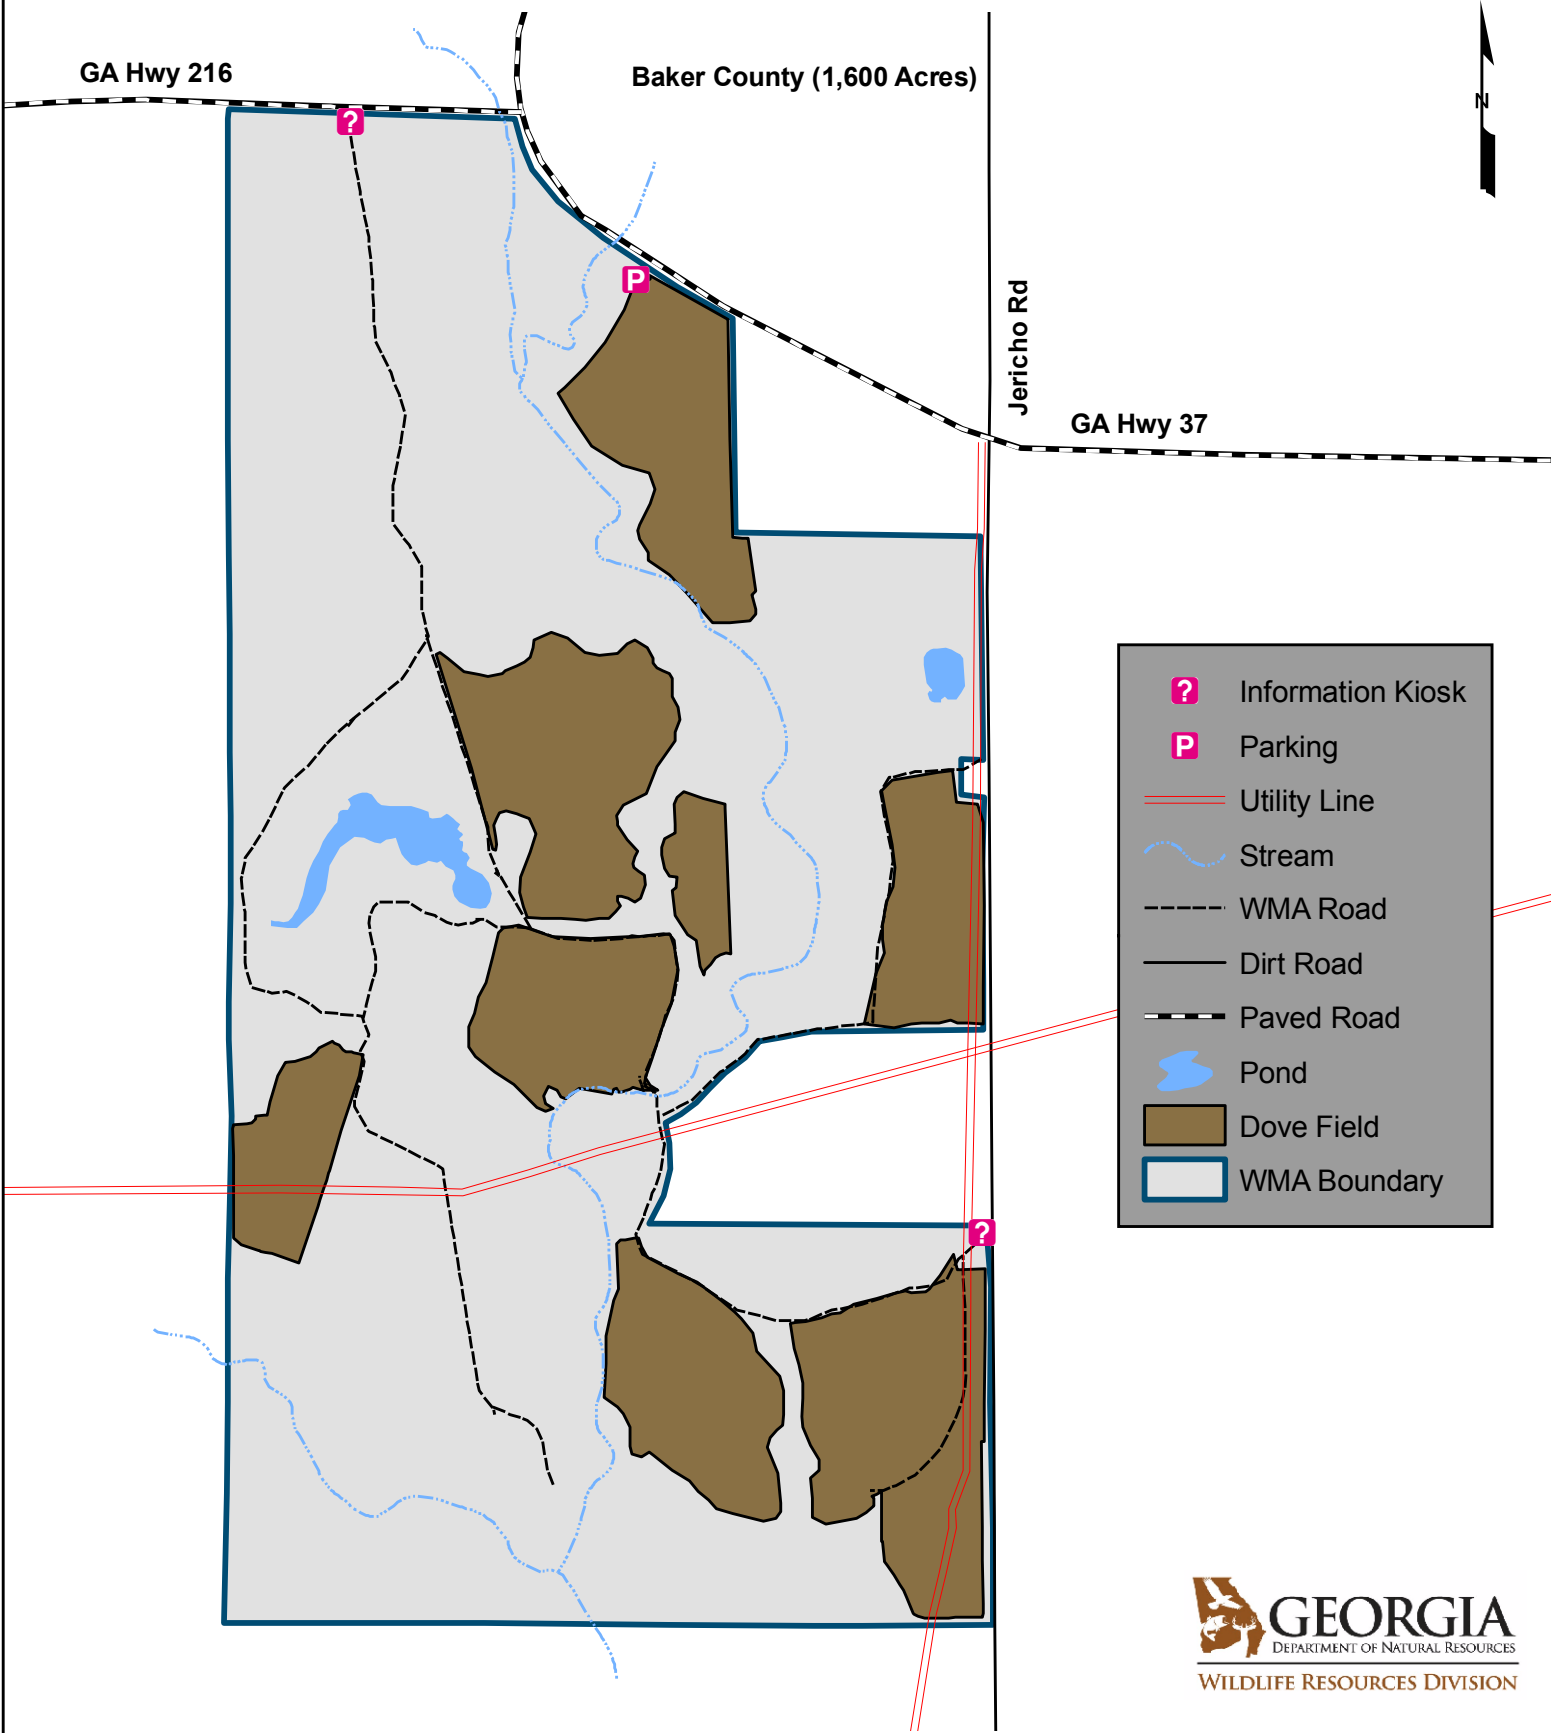 GA Hwy 216
Baker County (1,600 Acres)
N
?
P
Jericho Rd
GA Hwy 37
? Information Kiosk
P Parking
Utility Line
Stream
WMA Road
Dirt Road
Paved Road
Pond
Dove Field
WMA Boundary
?
GEORGIA
DEPARTMENT OF NATURAL RESOURCES
WILDLIFE RESOURCES DIVISION